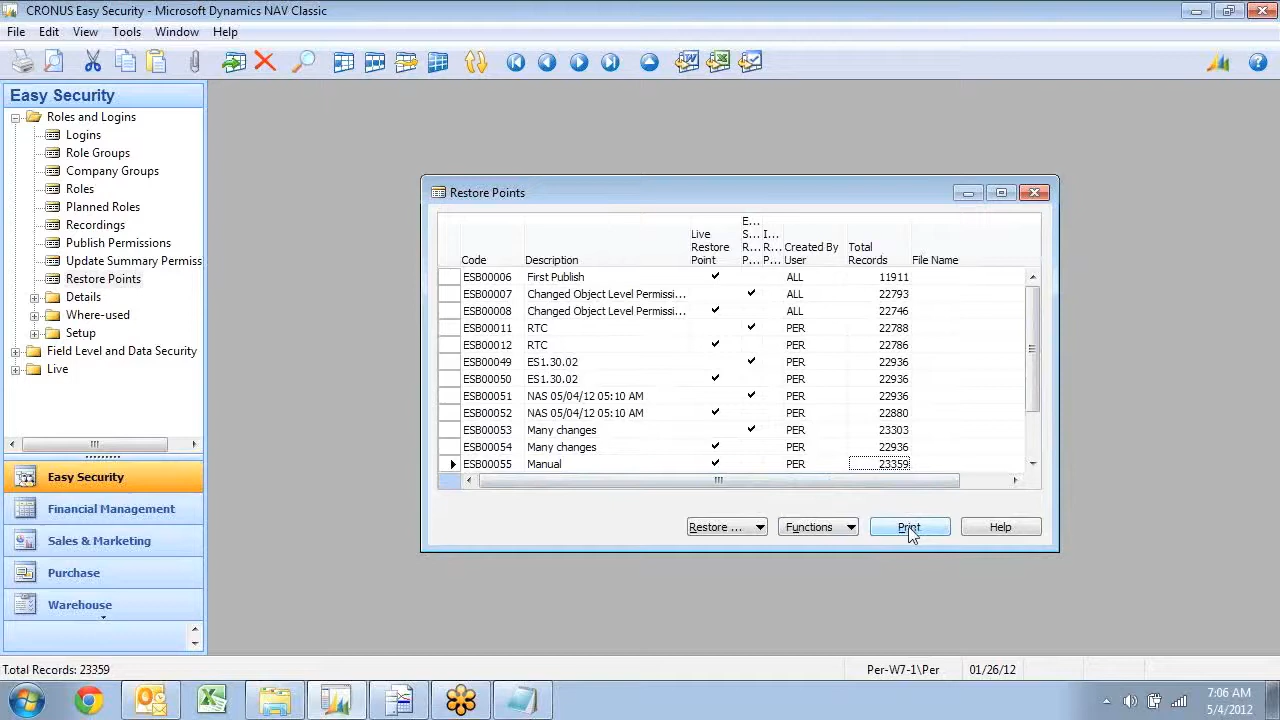 CRONUS Easy Security - Microsoft Dynamics NAV Classic
File Edit View Tools Window Help
Easy Security
Roles and Logins
Logins
Role Groups
Company Groups
Roles
Planned Roles
Recordings
Publish Permissions
Update Summary Permiss
Restore Points
Details
Where-used
Setup
Field Level and Data Security
Live
Easy Security
Financial Management
Sales & Marketing
Purchase
Warehouse
Restore Points
E...
Live S... I...
Restore R... R... Created By Total
Code Description Point P... P... User Records File Name
ESB00006 First Publish ALL 11911
ESB00007 Changed Object Level Permissi... ALL 22793
ESB00008 Changed Object Level Permissi... ALL 22746
ESB00011 RTC PER 22788
ESB00012 RTC PER 22786
ESB00049 ES1.30.02 PER 22936
ESB00050 ES1.30.02 PER 22936
ESB00051 NAS 05/04/12 05:10 AM PER 22936
ESB00052 NAS 05/04/12 05:10 AM PER 22880
ESB00053 Many changes PER 23303
ESB00054 Many changes PER 22936
ESB00055 Manual PER 23359
Restore ... Functions Print Help
Total Records: 23359 Per-W7-1\Per 01/26/12
7:06 AM
5/4/2012